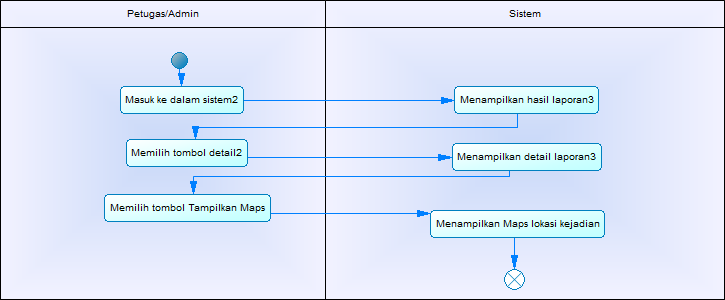 Petugas/Admin
Sistem
Masuk ke dalam sistem2
Menampilkan hasil laporan3
Memilih tombol detail2
Menampilkan detail laporan3
Memilih tombol Tampilkan Maps
Menampilkan Maps lokasi kejadian